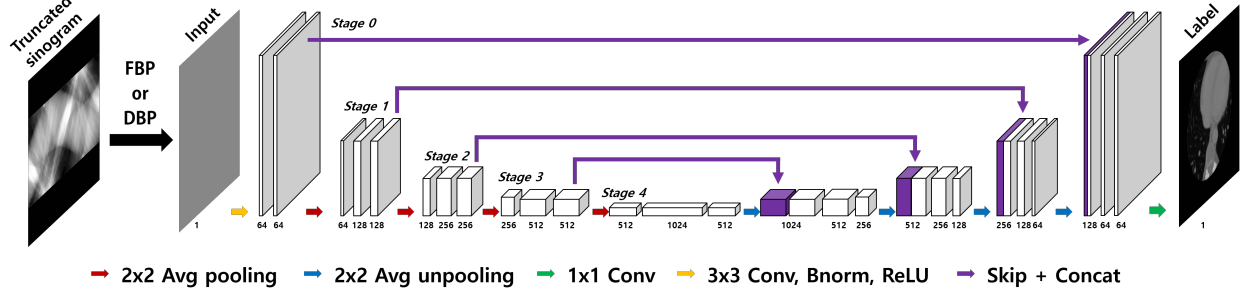 Truncated
sinogram
FBP
or
DBP
Input
Stage 0
Stage 1
Stage 2
Stage 3
Stage 4
Label
1
64 64
64 128 128
128 256 256
256 512 512
512 1024 512
1024 512 256
512 256 128
256 128 64
128 64 64
1
2x2 Avg pooling
2x2 Avg unpooling
1x1 Conv
3x3 Conv, Bnorm, ReLU
Skip + Concat